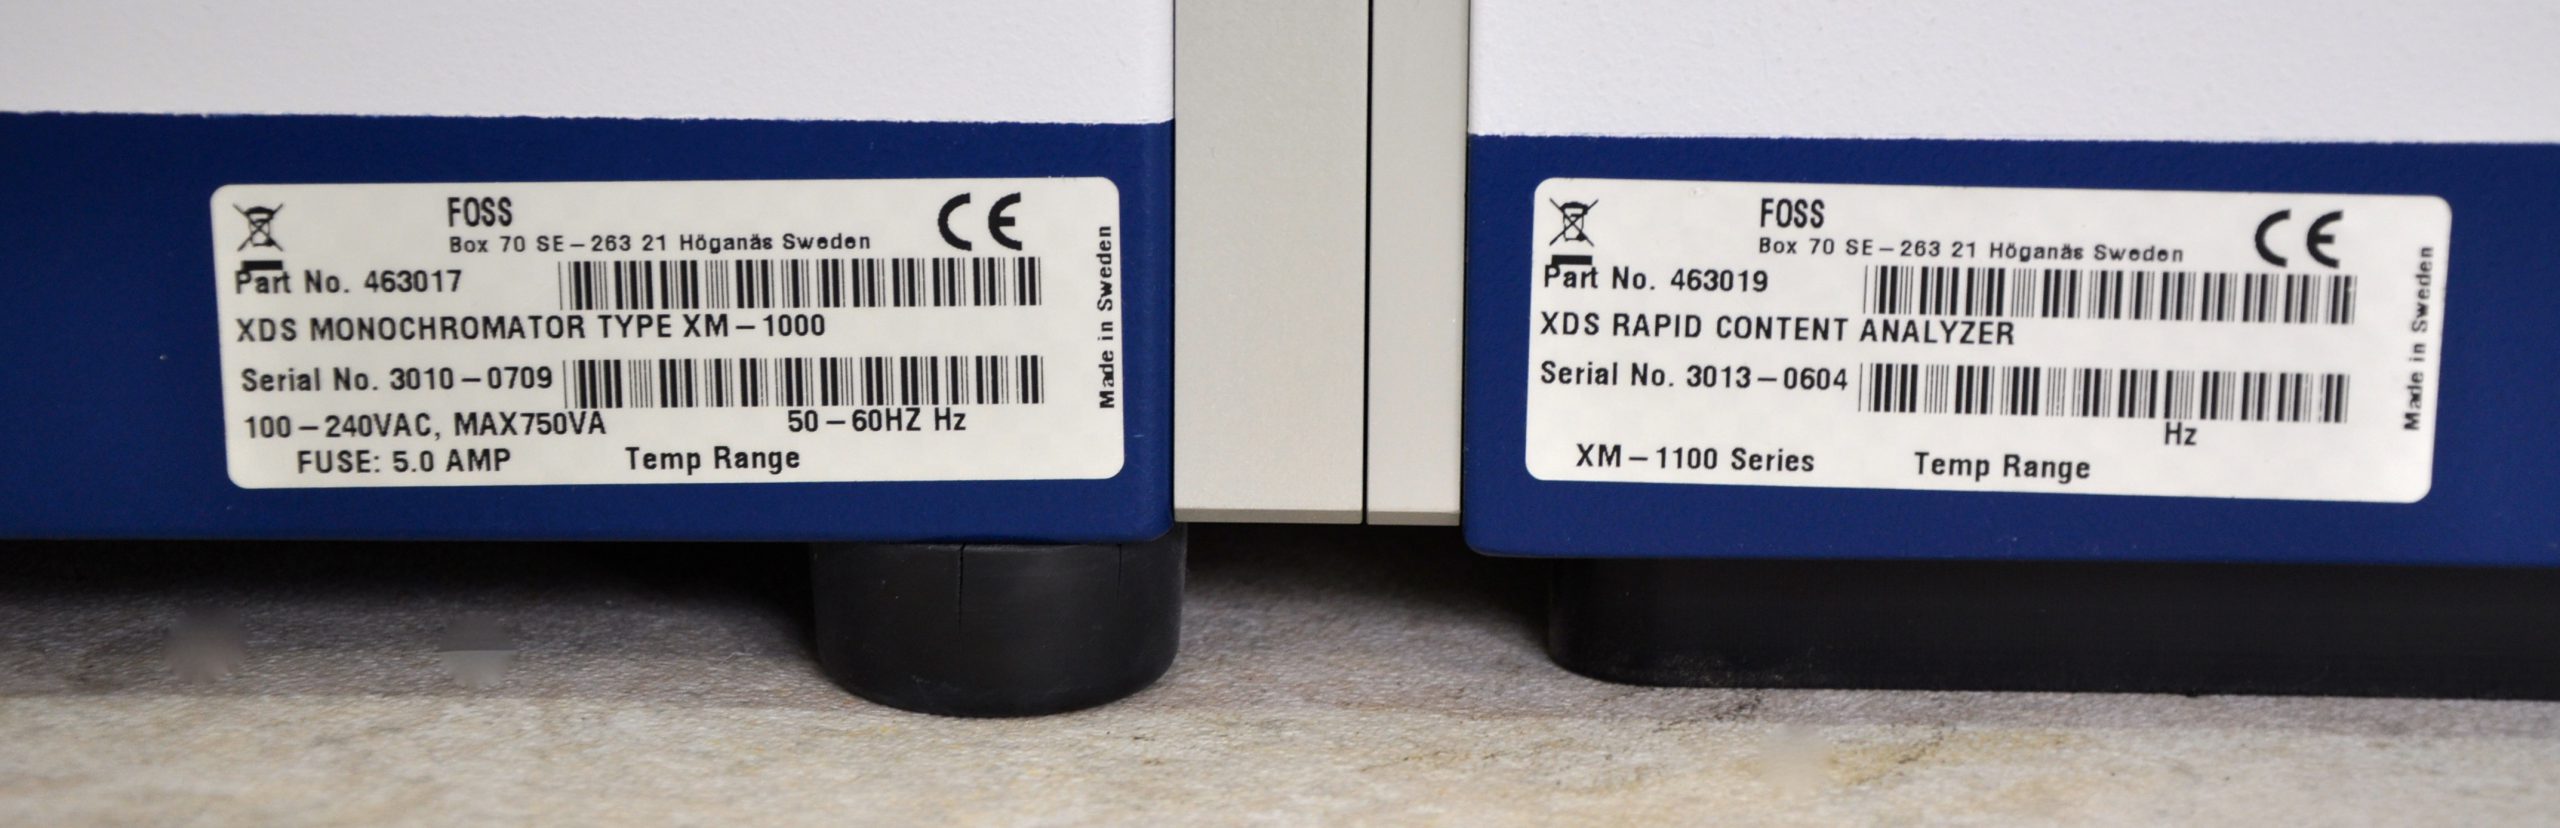 FOSS
Box 70 SE-263 21 Höganäs Sweden
CE
Part No. 463017
XDS MONOCHROMATOR TYPE XM-1000
Serial No. 3010-0709
100-240VAC, MAX750VA 50-60HZ Hz
FUSE: 5.0 AMP Temp Range
Made in Sweden
FOSS
Box 70 SE-263 21 Höganäs Sweden
CE
Part No. 463019
XDS RAPID CONTENT ANALYZER
Serial No. 3013-0604
Hz
XM-1100 Series Temp Range
Made in Sweden